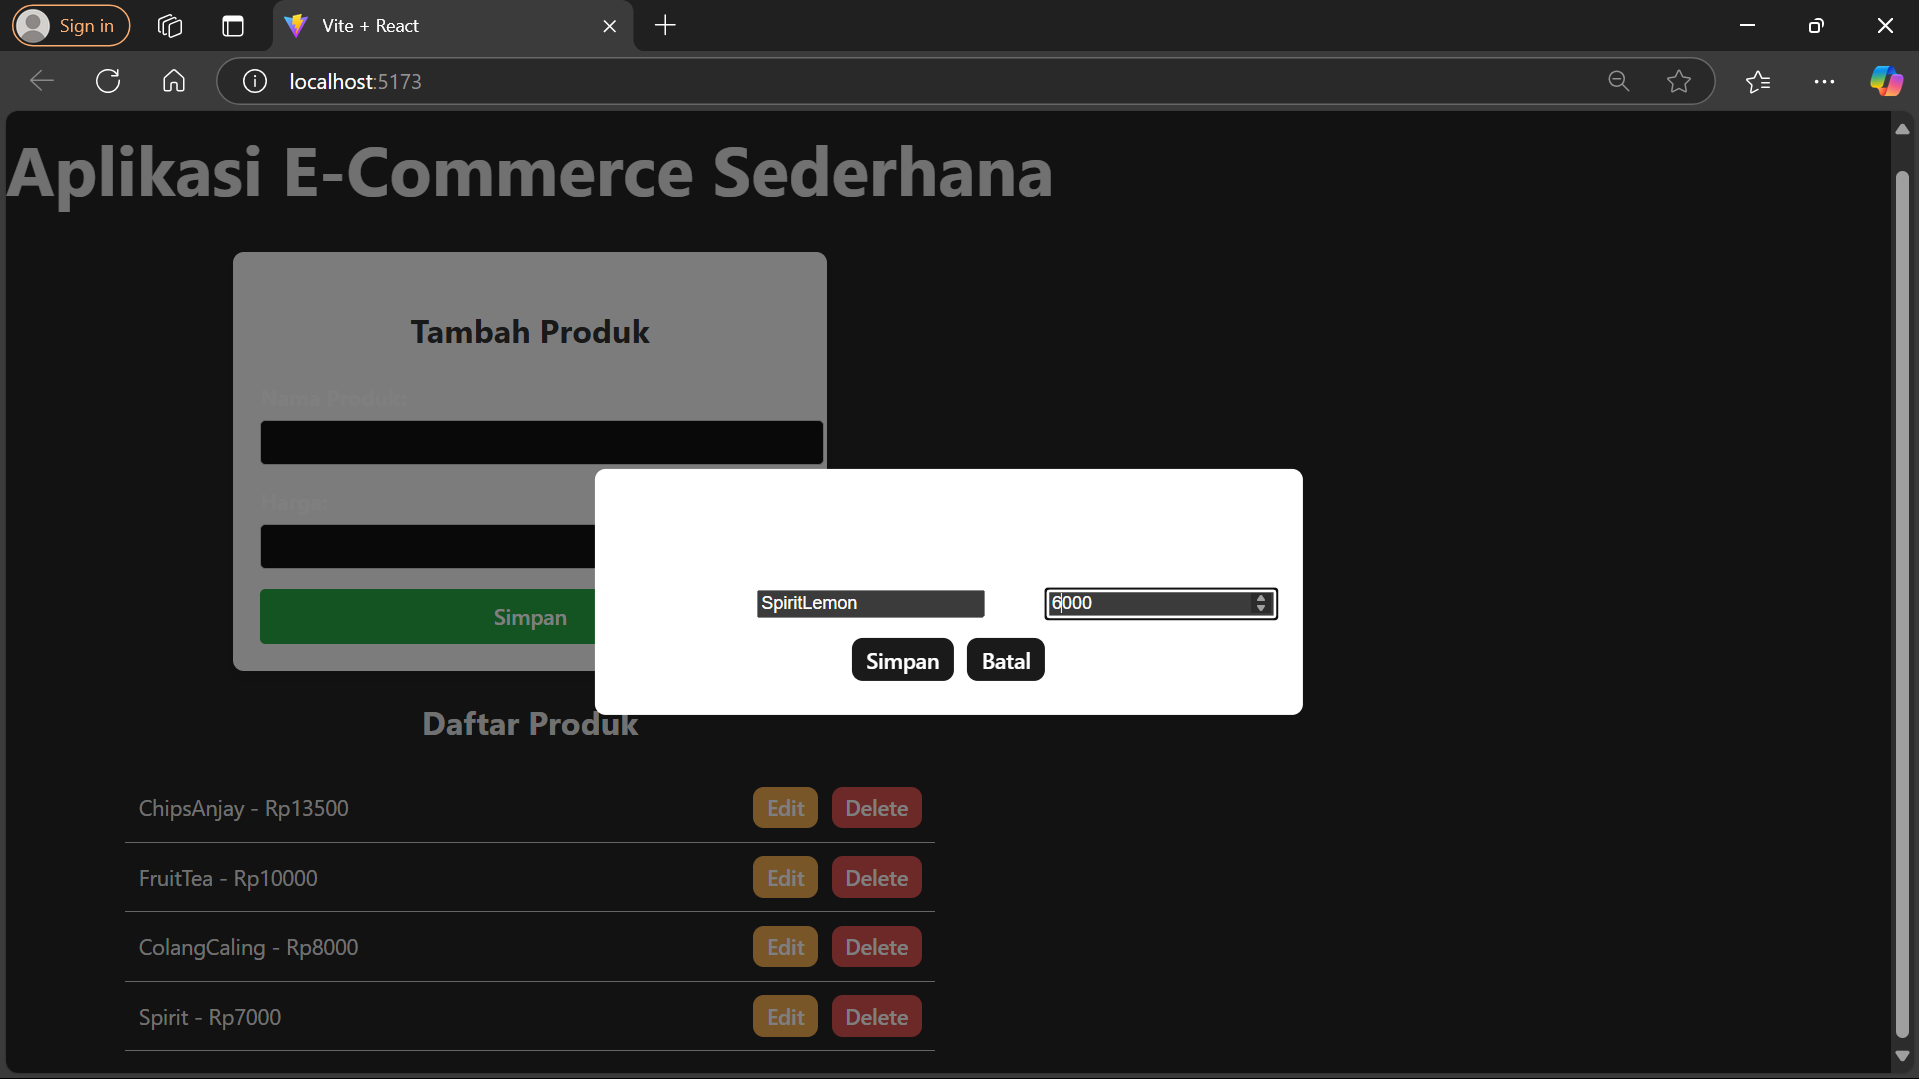 Sign in
Vite + React
localhost:5173
Aplikasi E-Commerce Sederhana
Tambah Produk
Nama Produk:
Harga:
Simpan
SpiritLemon 6000
Simpan Batal
Daftar Produk
ChipsAnjay - Rp13500 Edit Delete
FruitTea - Rp10000 Edit Delete
ColangCaling - Rp8000 Edit Delete
Spirit - Rp7000 Edit Delete